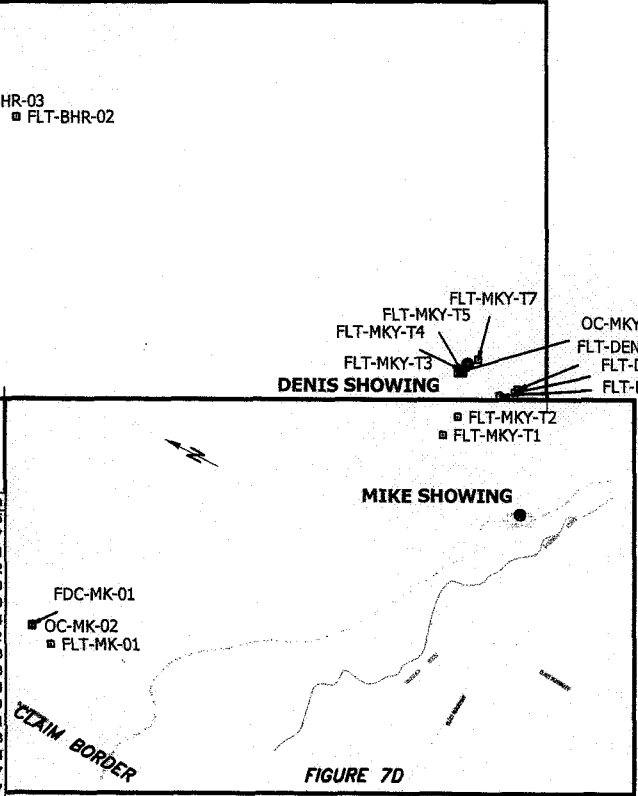 HR-03
FLT-BHR-02
FLT-MKY-T7
FLT-MKY-T5
OC-MKY
FLT-MKY-T4
FLT-DEN
FLT-MKY-T3
FLT-D
DENIS SHOWING
FLT-MKY-T2
FLT-MKY-T1
N
MIKE SHOWING
FDC-MK-01
OC-MK-02
FLT-MK-01
CLAIM BORDER
FIGURE 7D